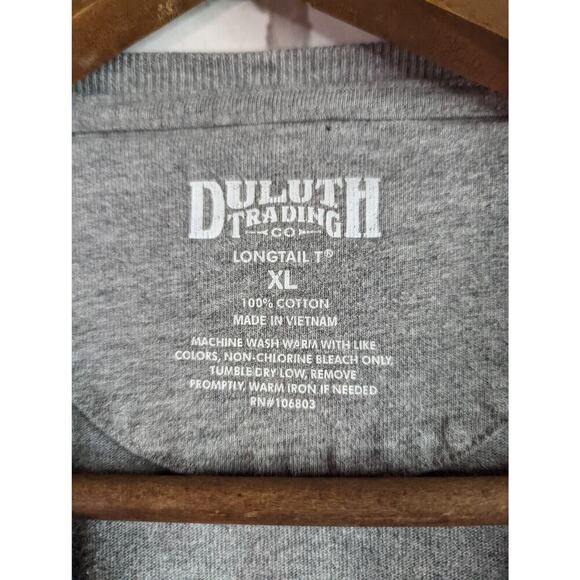 DULUTH
TRADING
CO
LONGTAIL T®
XL
100% COTTON
MADE IN VIETNAM
MACHINE WASH WARM WITH LIKE
COLORS, NON-CHLORINE BLEACH ONLY,
TUMBLE DRY LOW, REMOVE
PROMPTLY, WARM IRON IF NEEDED
RN#106803